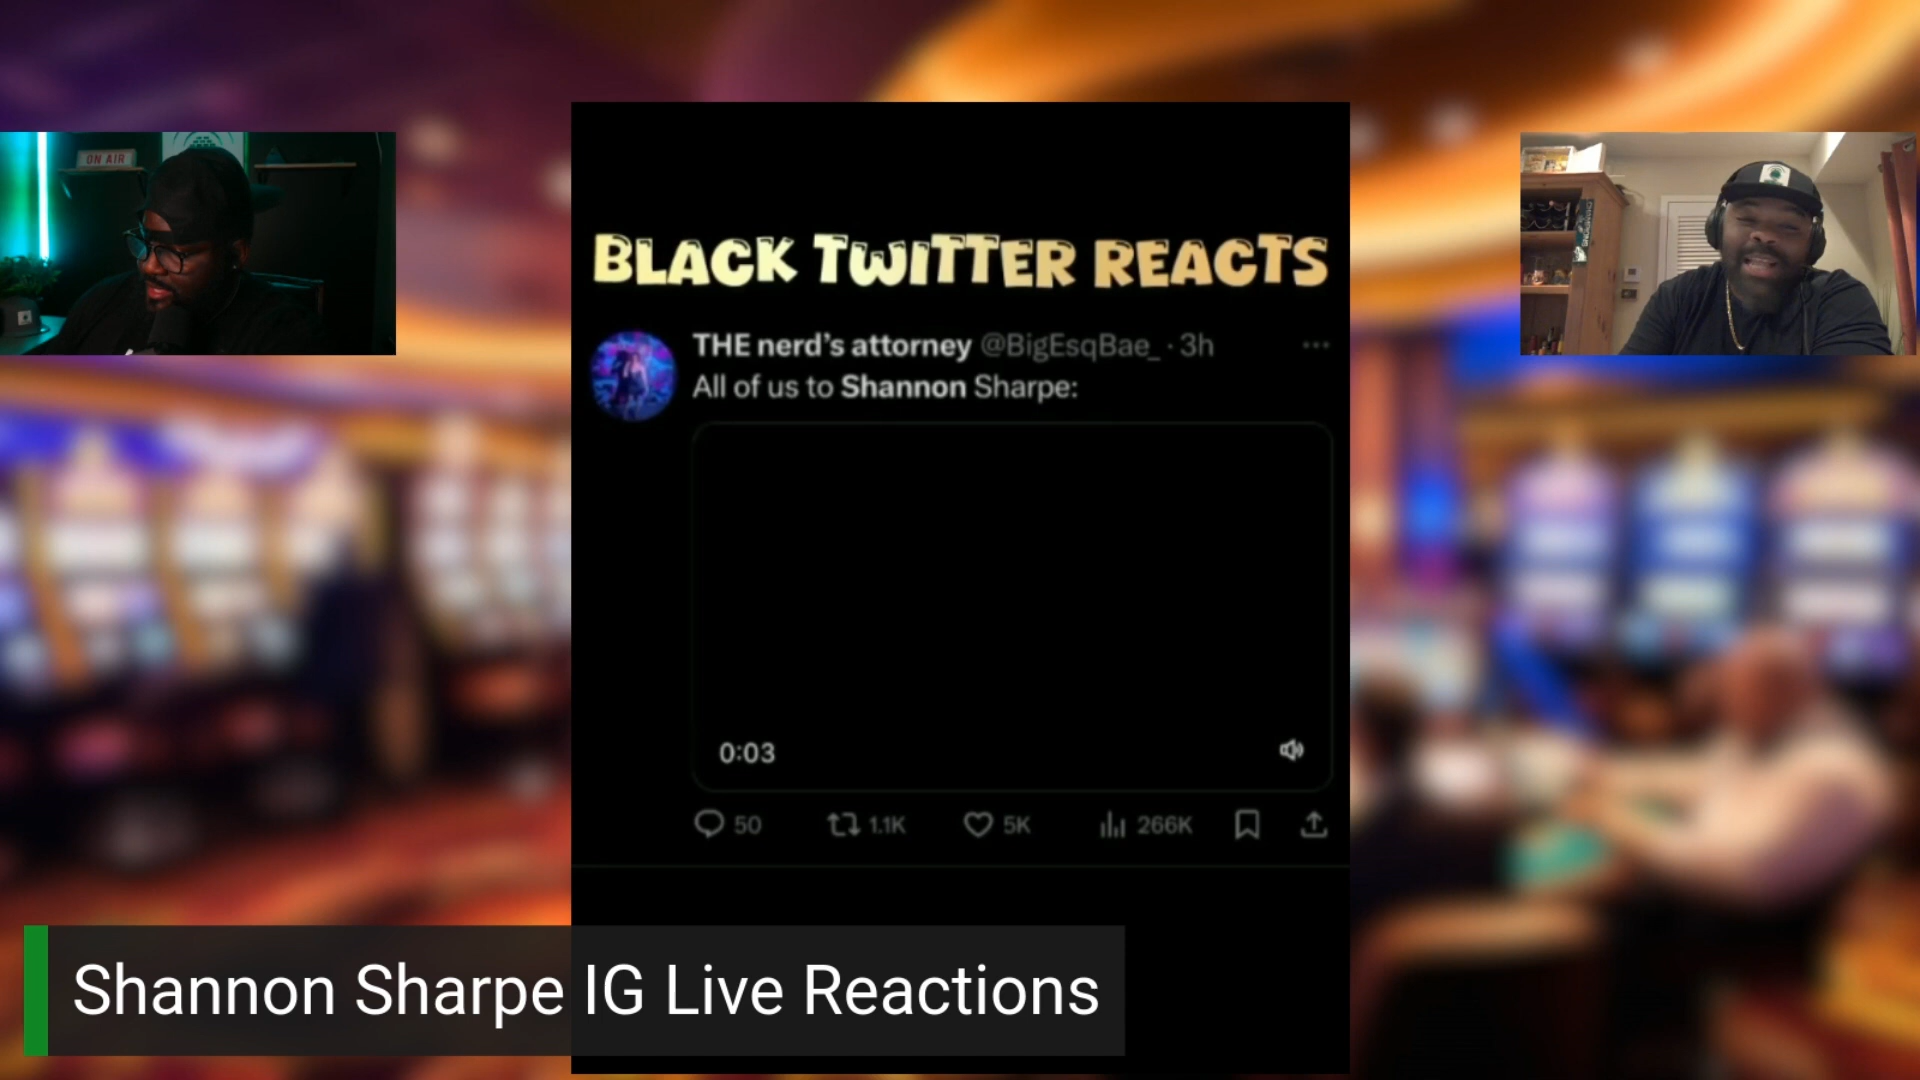 ON AIR
BLACK TWITTER REACTS
THE nerd's attorney @BigEsqBae_ · 3h
All of us to Shannon Sharpe:
0:03
50 1.1K 5K 266K
Shannon Sharpe IG Live Reactions